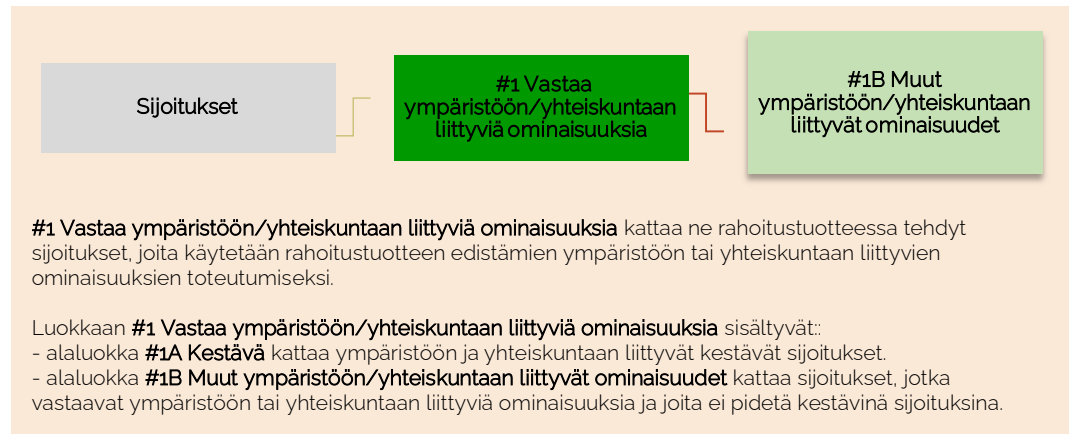 Sijoitukset
#1 Vastaa
ympäristöön/yhteiskuntaan
liittyviä ominaisuuksia
#1B Muut
ympäristöön/yhteiskuntaan
liittyvät ominaisuudet
#1 Vastaa ympäristöön/yhteiskuntaan liittyviä ominaisuuksia kattaa ne rahoitustuotteessa tehdyt
sijoitukset, joita käytetään rahoitustuotteen edistämien ympäristöön tai yhteiskuntaan liittyvien
ominaisuuksien toteutumiseksi.
Luokkaan #1 Vastaa ympäristöön/yhteiskuntaan liittyviä ominaisuuksia sisältyvät::
- alaluokka #1A Kestävä kattaa ympäristöön ja yhteiskuntaan liittyvät kestävät sijoitukset.
- alaluokka #1B Muut ympäristöön/yhteiskuntaan liittyvät ominaisuudet kattaa sijoitukset, jotka
vastaavat ympäristöön tai yhteiskuntaan liittyviä ominaisuuksia ja joita ei pidetä kestävinä sijoituksina.